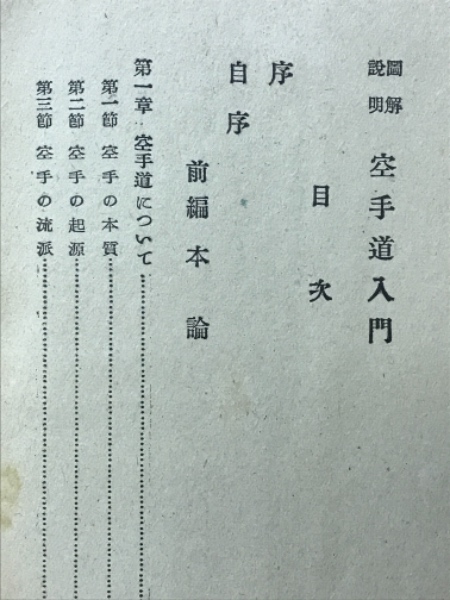 圖解
說明
空手道入門
目次
序
自序
前編本論
第一章 空手道について
第一節 空手の本質
第二節 空手の起源
第三節 空手の流派